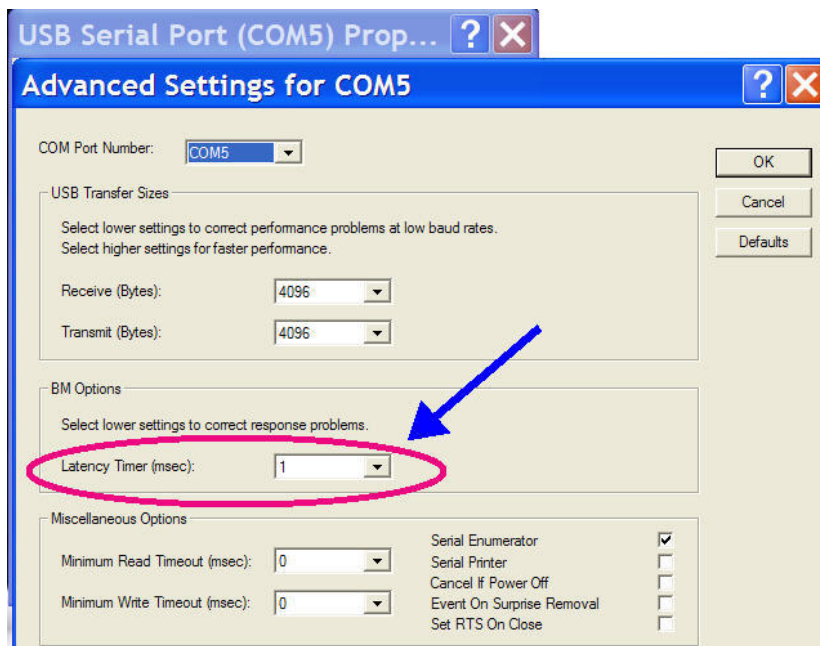 USB Serial Port (COM5) Prop...
Advanced Settings for COM5
COM Port Number: COM5
OK
Cancel
Defaults
USB Transfer Sizes
Select lower settings to correct performance problems at low baud rates.
Select higher settings for faster performance.
Receive (Bytes): 4096
Transmit (Bytes): 4096
BM Options
Select lower settings to correct response problems.
Latency Timer (msec): 1
Miscellaneous Options
Minimum Read Timeout (msec): 0
Minimum Write Timeout (msec): 0
Serial Enumerator
Serial Printer
Cancel If Power Off
Event On Surprise Removal
Set RTS On Close